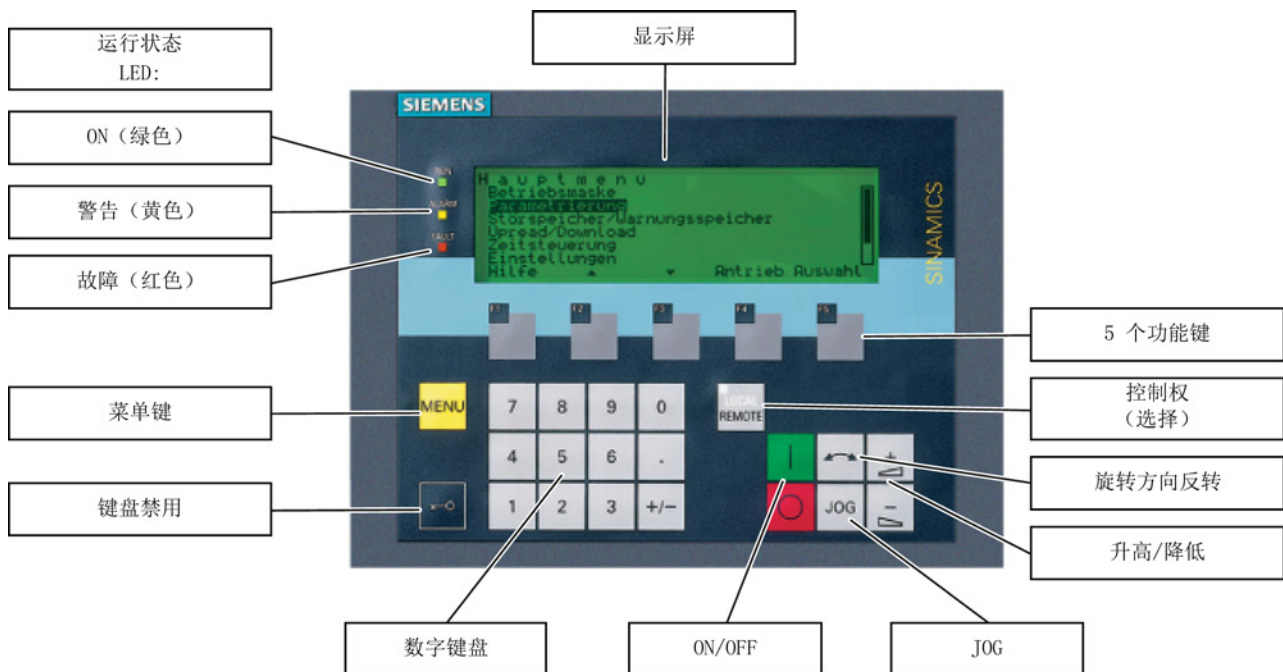 显示屏
运行状态
LED:
ON（绿色）
警告（黄色）
故障（红色）
菜单键
键盘禁用
SIEMENS
RUN
ALARM
FAULT
Hauptmenu
Betriebsmaske
Parametrierung
Störspeicher/Warnungsspeicher
Upread/Download
Zeitsteuerung
Einstellungen
Hilfe Antrieb Auswahl
SINAMICS
F1 F2 F3 F4 F5
MENU
7 8 9 0
LOCAL
REMOTE
4 5 6 .
1 2 3 +/-
JOG
+
-
5 个功能键
控制权
（选择）
旋转方向反转
升高/降低
数字键盘
ON/OFF
JOG